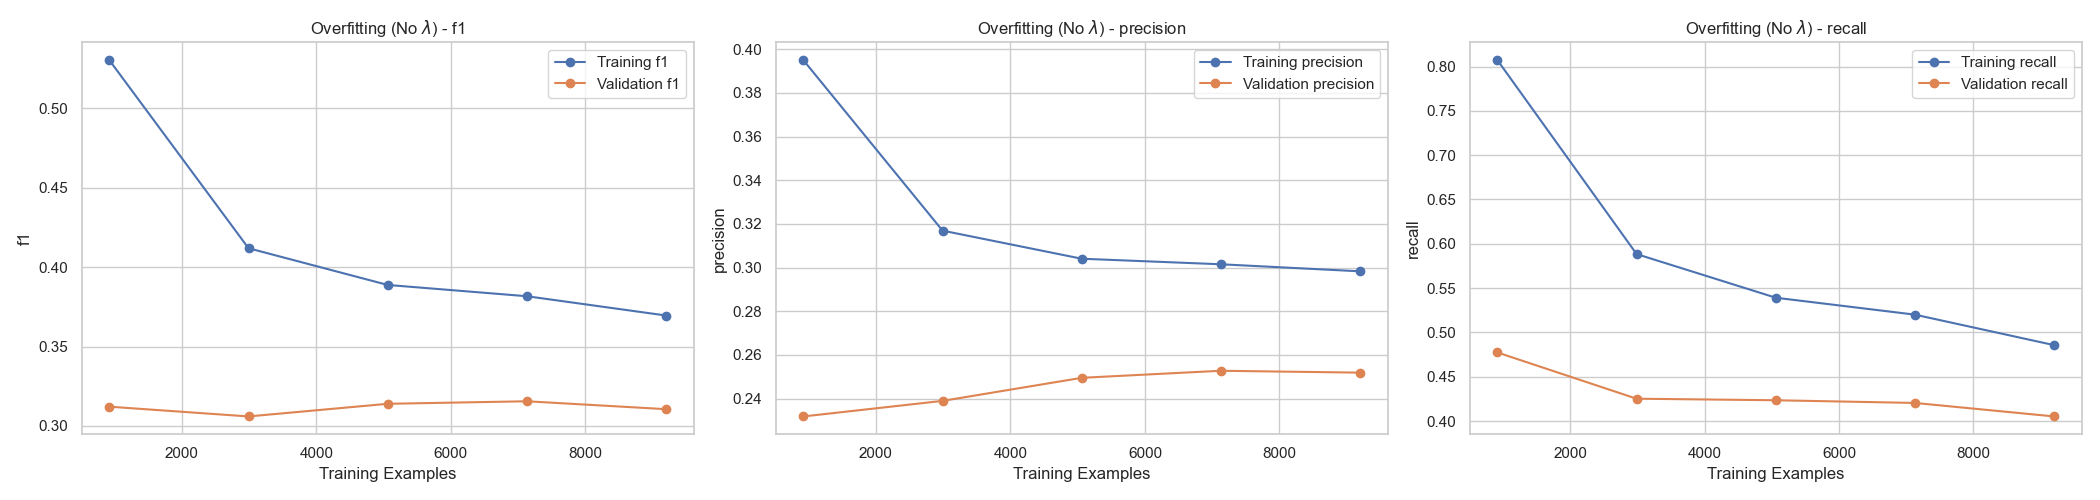 Overfitting (No λ) - f1
Training f1
Validation f1
0.50
0.45
0.40
0.35
0.30
f1
2000
4000
6000
8000
Training Examples
Overfitting (No λ) - precision
Training precision
Validation precision
0.40
0.38
0.36
0.34
0.32
0.30
0.28
0.26
0.24
precision
2000
4000
6000
8000
Training Examples
Overfitting (No λ) - recall
Training recall
Validation recall
0.80
0.75
0.70
0.65
0.60
0.55
0.50
0.45
0.40
recall
2000
4000
6000
8000
Training Examples